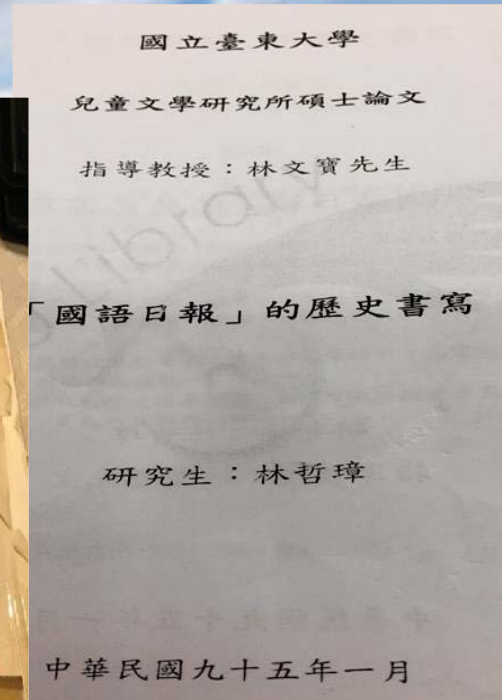 國立臺東大學
兒童文學研究所碩士論文
指導教授：林文寶先生
「國語日報」的歷史書寫
研究生：林哲璋
中華民國九十五年一月
Library